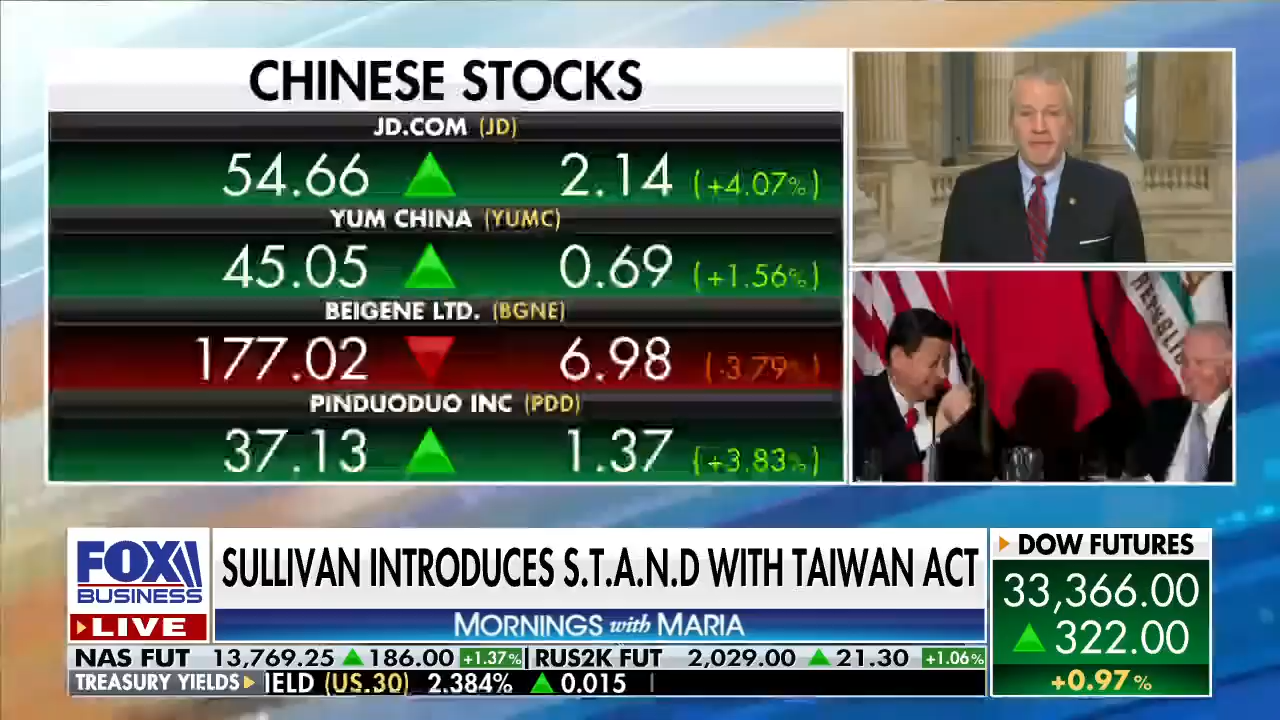 CHINESE STOCKS
JD.COM (JD)
54.66 ▲ 2.14 (+4.07%)
YUM CHINA (YUMC)
45.05 ▲ 0.69 (+1.56%)
BEIGENE LTD. (BGNE)
177.02 ▼ 6.98 (-3.79%)
PINDUODUO INC (PDD)
37.13 ▲ 1.37 (+3.83%)
REPUBLIC
FOX
BUSINESS
LIVE
SULLIVAN INTRODUCES S.T.A.N.D WITH TAIWAN ACT
MORNINGS with MARIA
DOW FUTURES
33,366.00
▲ 322.00
+0.97%
NAS FUT 13,769.25 ▲ 186.00 +1.37% RUS2K FUT 2,029.00 ▲ 21.30 +1.06%
TREASURY YIELDS IELD (US.30) 2.384% ▲ 0.015